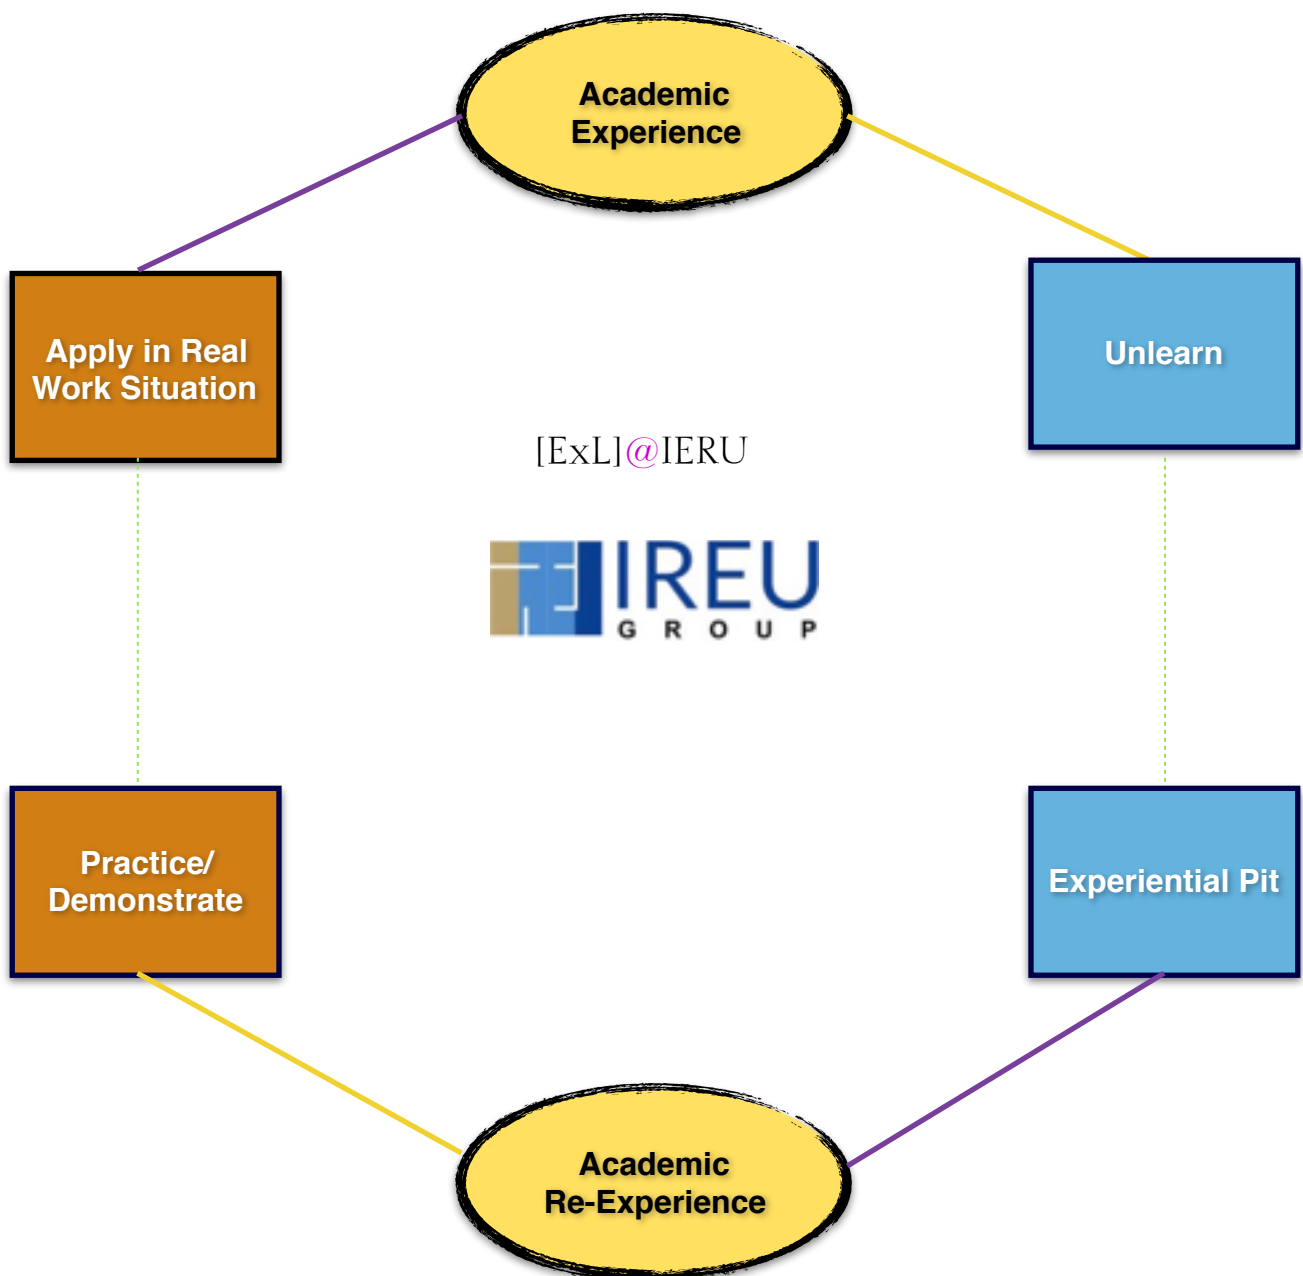 Academic
Experience
Apply in Real
Work Situation
Unlearn
[ExL]@IERU
IREU
GROUP
Practice/
Demonstrate
Experiential Pit
Academic
Re-Experience